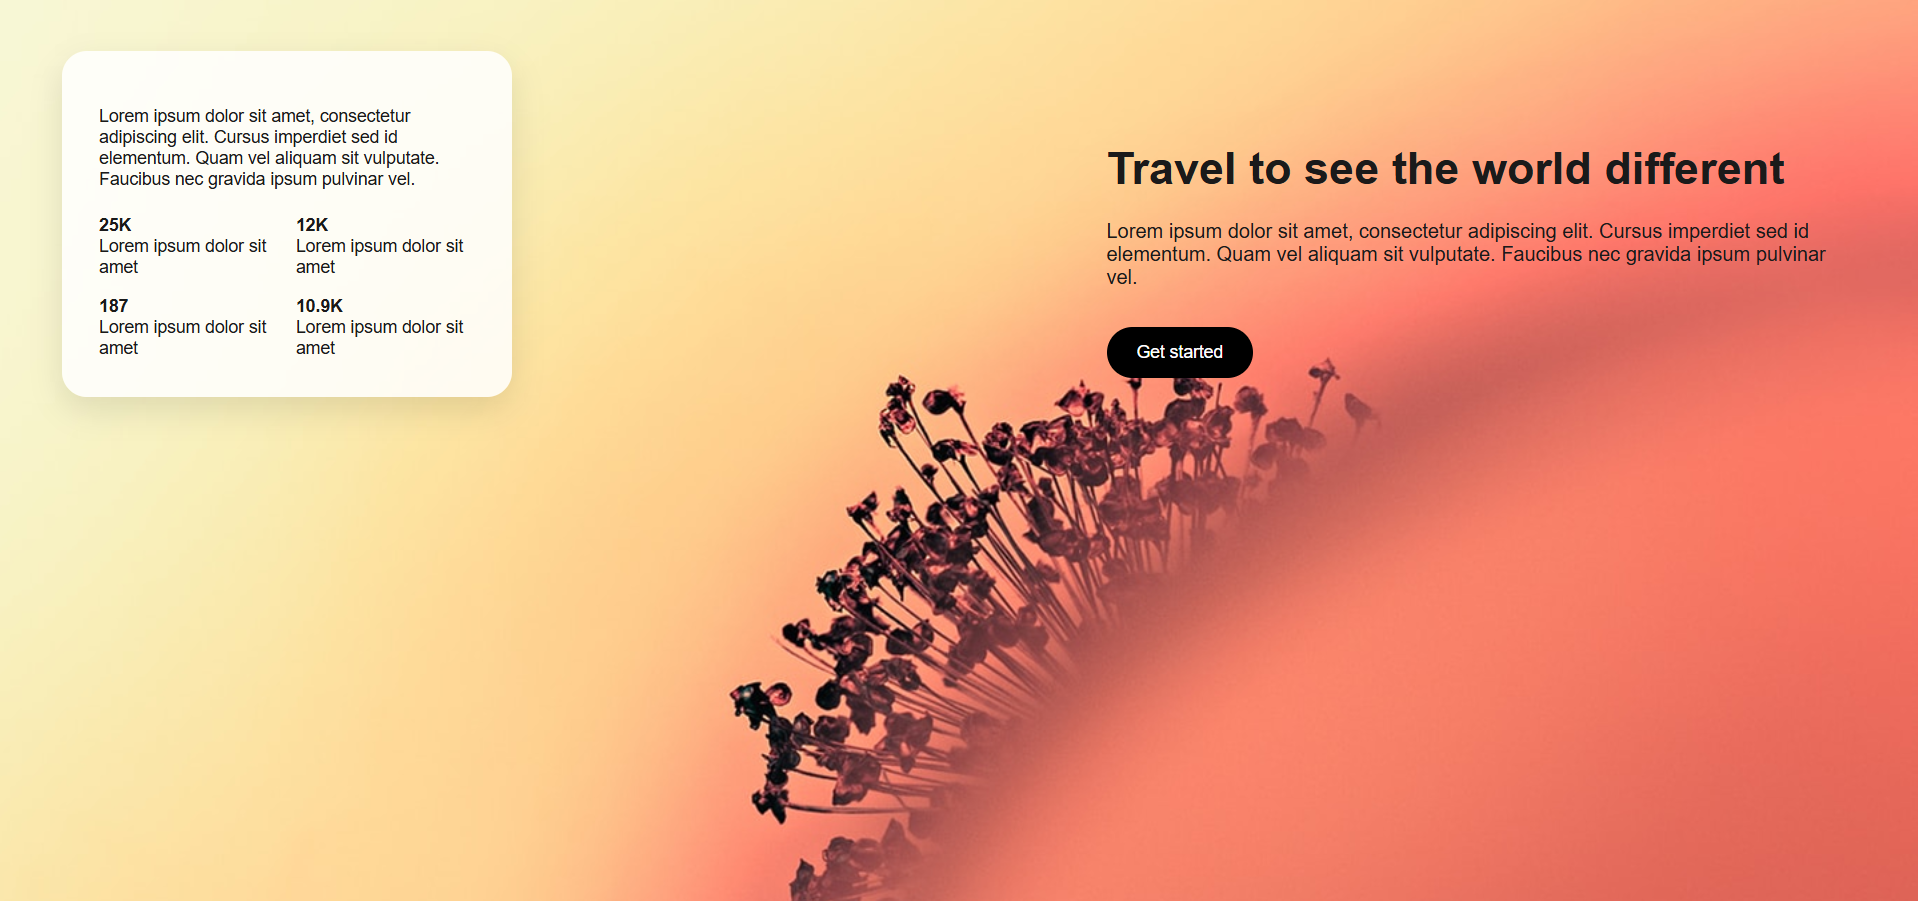 Lorem ipsum dolor sit amet, consectetur
adipiscing elit. Cursus imperdiet sed id
elementum. Quam vel aliquam sit vulputate.
Faucibus nec gravida ipsum pulvinar vel.
25K
Lorem ipsum dolor sit
amet
12K
Lorem ipsum dolor sit
amet
187
Lorem ipsum dolor sit
amet
10.9K
Lorem ipsum dolor sit
amet
Travel to see the world different
Lorem ipsum dolor sit amet, consectetur adipiscing elit. Cursus imperdiet sed id
elementum. Quam vel aliquam sit vulputate. Faucibus nec gravida ipsum pulvinar
vel.
Get started